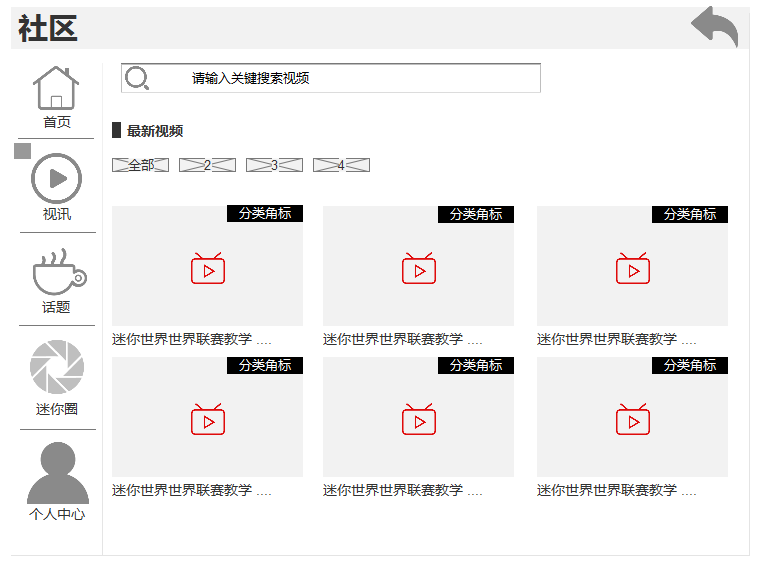 社区
请输入关键搜索视频
首页
最新视频
全部 2 3 4
视讯
分类角标 分类角标 分类角标
话题
迷你世界世界联赛教学 .... 迷你世界世界联赛教学 .... 迷你世界世界联赛教学 ....
分类角标 分类角标 分类角标
迷你圈
迷你世界世界联赛教学 .... 迷你世界世界联赛教学 .... 迷你世界世界联赛教学 ....
个人中心